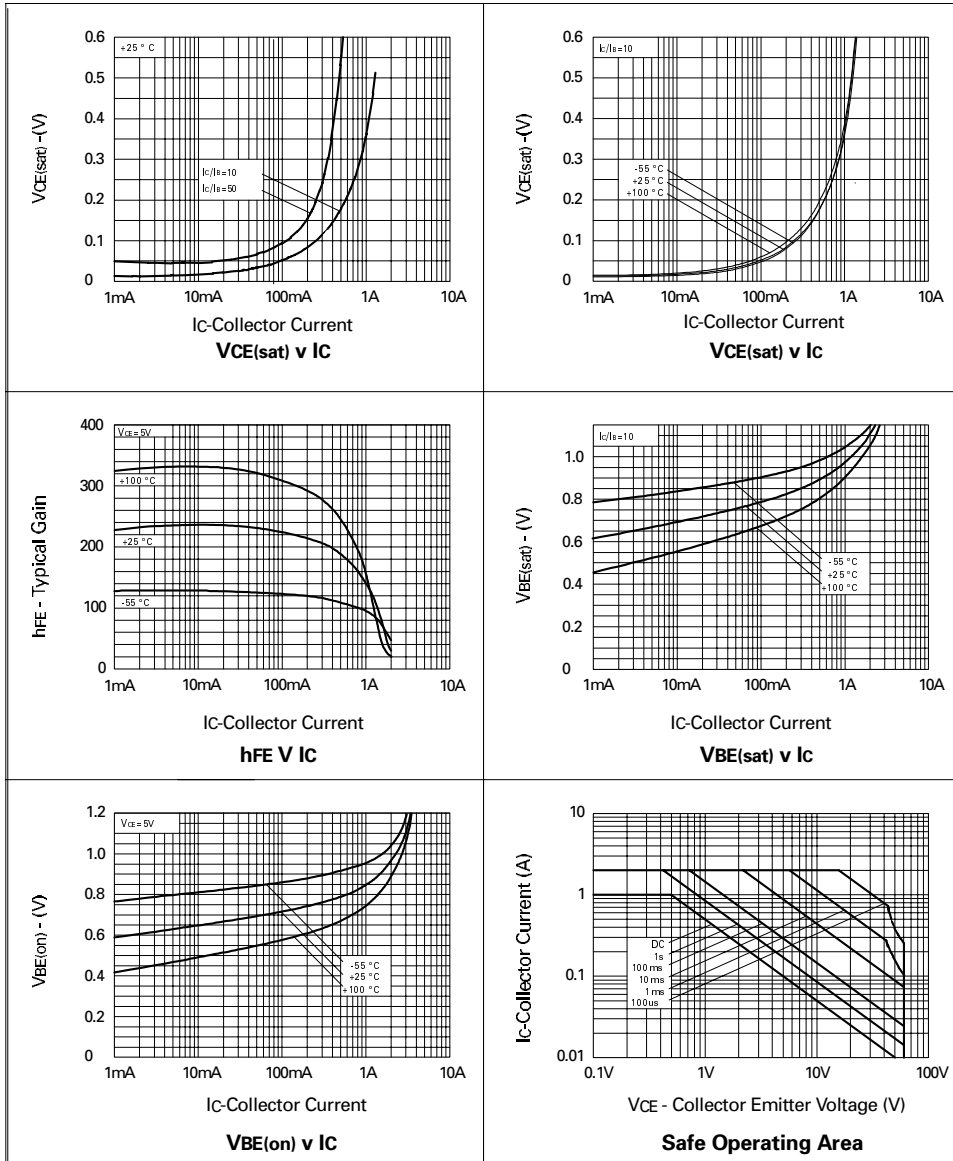 +25 °C
0.6
0.5
0.4
0.3
0.2
0.1
0
VCE(sat) -(V)
IC/IB=10
IC/IB=50
1mA 10mA 100mA 1A 10A
IC-Collector Current
VCE(sat) v IC
IC/IB=10
0.6
0.5
0.4
0.3
0.2
0.1
0
VCE(sat) -(V)
-55 °C
+25 °C
+100 °C
1mA 10mA 100mA 1A 10A
IC-Collector Current
VCE(sat) v IC
VCE=5V
400
300
200
100
0
hFE - Typical Gain
+100 °C
+25 °C
-55 °C
1mA 10mA 100mA 1A 10A
IC-Collector Current
hFE V IC
IC/IB=10
1.0
0.8
0.6
0.4
0.2
0
VBE(sat) - (V)
-55 °C
+25 °C
+100 °C
1mA 10mA 100mA 1A 10A
IC-Collector Current
VBE(sat) v IC
VCE=5V
1.2
1.0
0.8
0.6
0.4
0.2
0
VBE(on) - (V)
-55 °C
+25 °C
+100 °C
1mA 10mA 100mA 1A 10A
IC-Collector Current
VBE(on) v IC
10
1
0.1
0.01
IC-Collector Current (A)
DC
1s
100ms
10ms
1ms
100us
0.1V 1V 10V 100V
VCE - Collector Emitter Voltage (V)
Safe Operating Area